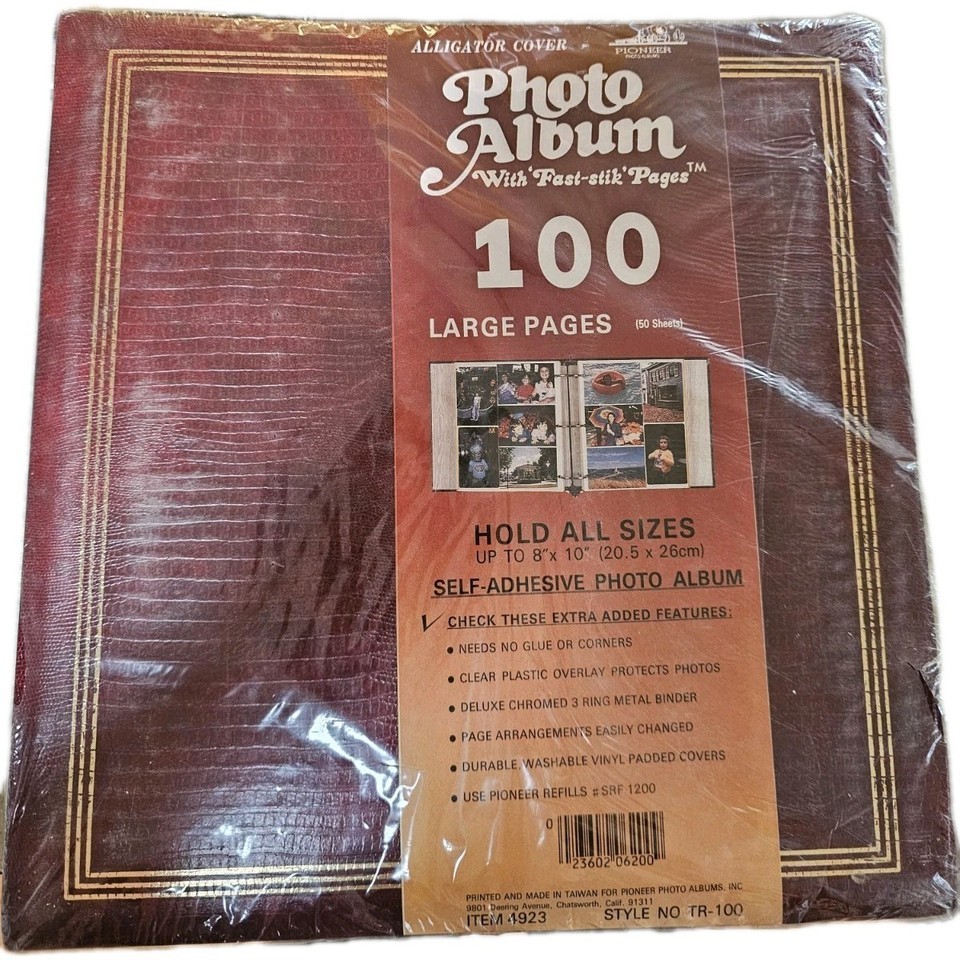 ALLIGATOR COVER
PIONEER
PHOTO ALBUMS
Photo
Album
With 'Fast-stik' Pages™
100
LARGE PAGES (50 Sheets)
HOLD ALL SIZES
UP TO 8"x 10" (20.5 x 26cm)
SELF-ADHESIVE PHOTO ALBUM
✓ CHECK THESE EXTRA ADDED FEATURES:
• NEEDS NO GLUE OR CORNERS
• CLEAR PLASTIC OVERLAY PROTECTS PHOTOS
• DELUXE CHROMED 3 RING METAL BINDER
• PAGE ARRANGEMENTS EASILY CHANGED
• DURABLE, WASHABLE VINYL PADDED COVERS
• USE PIONEER REFILLS #SRF 1200
0 23602 06200
PRINTED AND MADE IN TAIWAN FOR PIONEER PHOTO ALBUMS, INC
9801 Deering Avenue, Chatsworth, Calif. 91311
ITEM 4923 STYLE NO TR-100